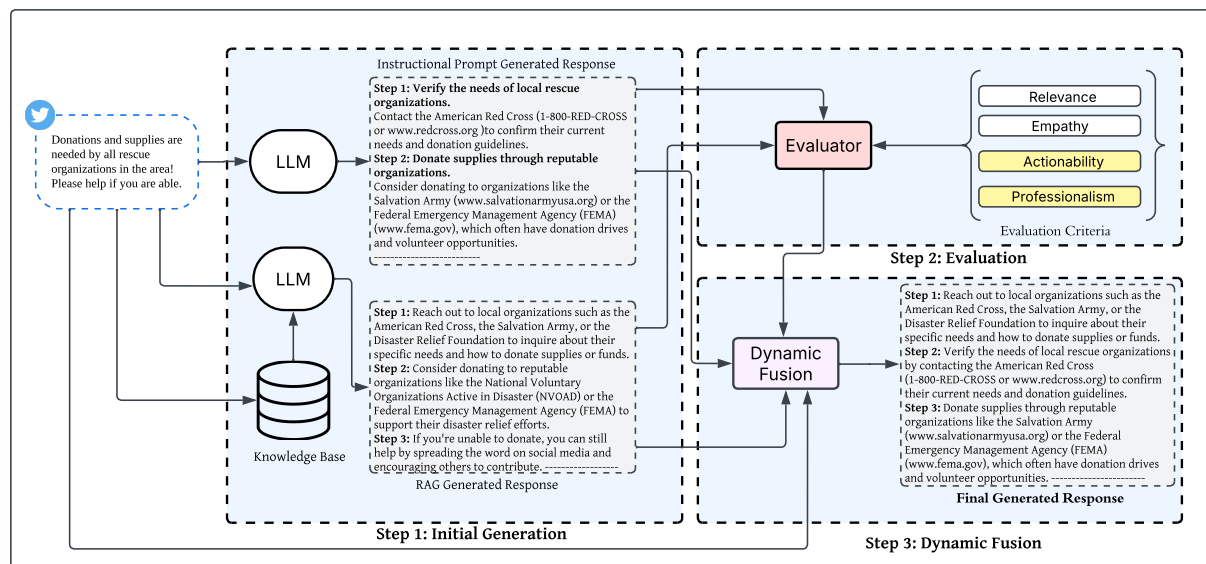 Donations and supplies are
needed by all rescue
organizations in the area!
Please help if you are able.
LLM
LLM
Knowledge Base
Instructional Prompt Generated Response
Step 1: Verify the needs of local rescue
organizations.
Contact the American Red Cross (1-800-RED-CROSS
or www.redcross.org )to confirm their current
needs and donation guidelines.
Step 2: Donate supplies through reputable
organizations.
Consider donating to organizations like the
Salvation Army (www.salvationarmyusa.org) or the
Federal Emergency Management Agency (FEMA)
(www.fema.gov), which often have donation drives
and volunteer opportunities.
--------------------------
Step 1: Reach out to local organizations such as the
American Red Cross, the Salvation Army, or the
Disaster Relief Foundation to inquire about their
specific needs and how to donate supplies or funds.
Step 2: Consider donating to reputable
organizations like the National Voluntary
Organizations Active in Disaster (NVOAD) or the
Federal Emergency Management Agency (FEMA) to
support their disaster relief efforts.
Step 3: If you're unable to donate, you can still
help by spreading the word on social media and
encouraging others to contribute. ------------------
RAG Generated Response
Step 1: Initial Generation
Evaluator
Relevance
Empathy
Actionability
Professionalism
Evaluation Criteria
Step 2: Evaluation
Dynamic
Fusion
Step 1: Reach out to local organizations such as the
American Red Cross, the Salvation Army, or the
Disaster Relief Foundation to inquire about their
specific needs and how to donate supplies or funds.
Step 2: Verify the needs of local rescue organizations
by contacting the American Red Cross
(1-800-RED-CROSS or www.redcross.org) to confirm
their current needs and donation guidelines.
Step 3: Donate supplies through reputable
organizations like the Salvation Army
(www.salvationarmyusa.org) or the Federal
Emergency Management Agency (FEMA)
(www.fema.gov), which often have donation drives
and volunteer opportunities. -----------------------
Final Generated Response
Step 3: Dynamic Fusion